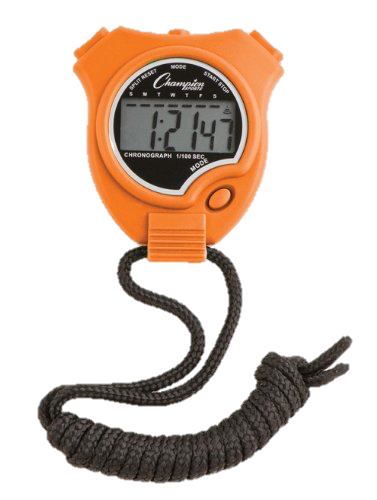 MODE
SPLIT RESET
START STOP
Champion
SPORTS
S M T W T F S
1:21 47
CHRONOGRAPH 1/100 SEC.
MODE